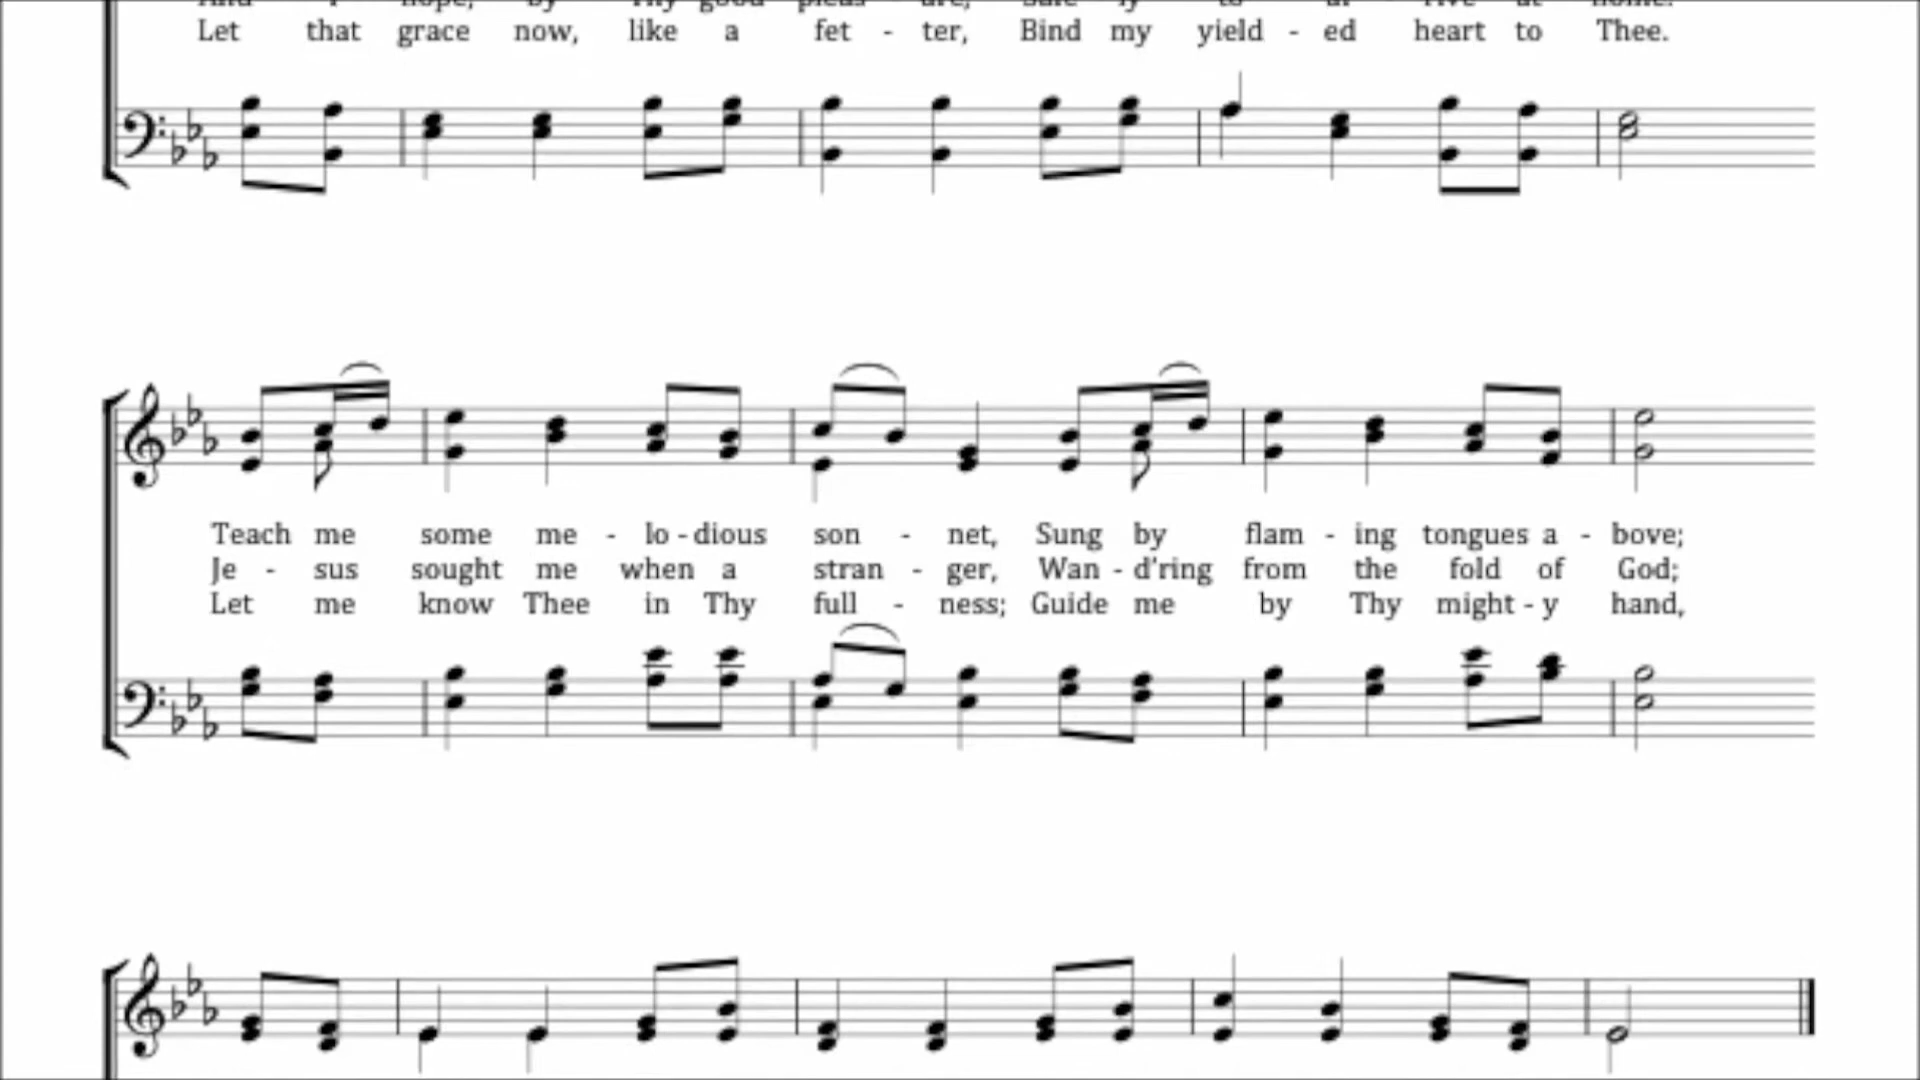 Let that grace now, like a fet - ter, Bind my yield - ed heart to Thee.
Teach me some me - lo - dious son - net, Sung by flam - ing tongues a - bove;
Je - sus sought me when a stran - ger, Wan - d'ring from the fold of God;
Let me know Thee in Thy full - ness; Guide me by Thy might - y hand,